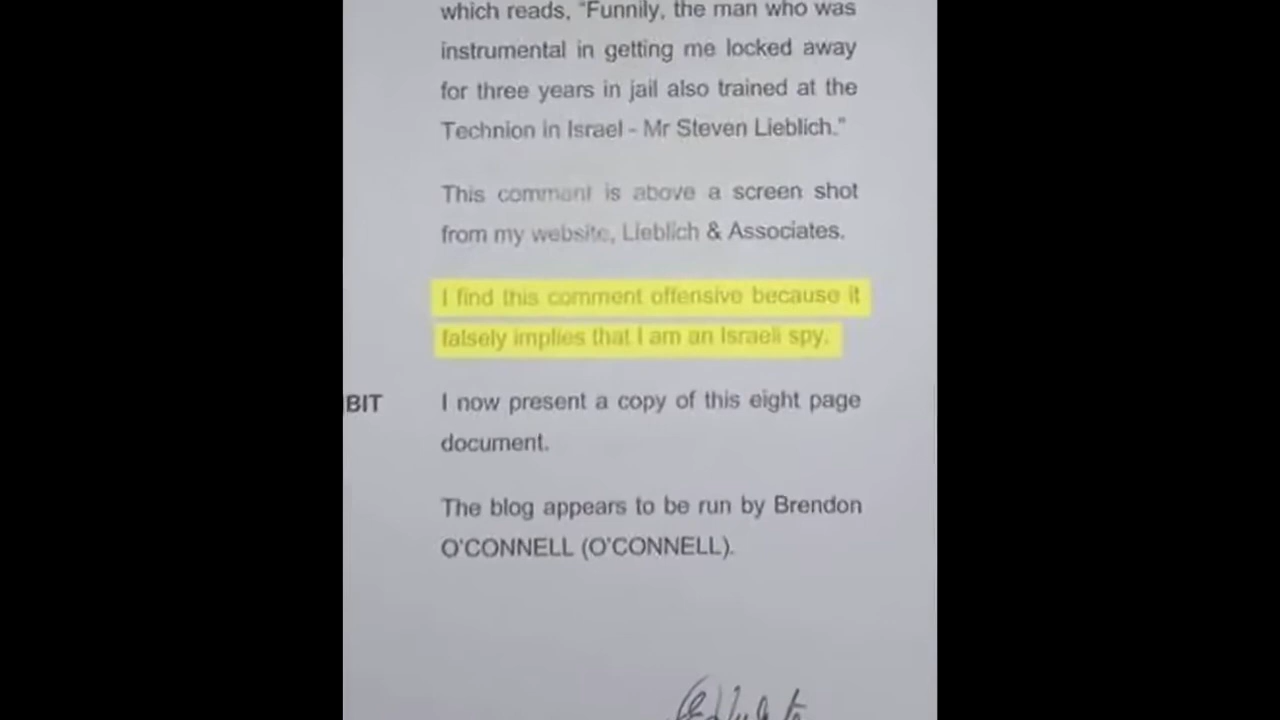 which reads, "Funnily, the man who was
instrumental in getting me locked away
for three years in jail also trained at the
Technion in Israel - Mr Steven Lieblich."
This comment is above a screen shot
from my website, Lieblich & Associates.
I find this comment offensive because it
falsely implies that I am an Israeli spy.
BIT I now present a copy of this eight page
document.
The blog appears to be run by Brendon
O'CONNELL (O'CONNELL).